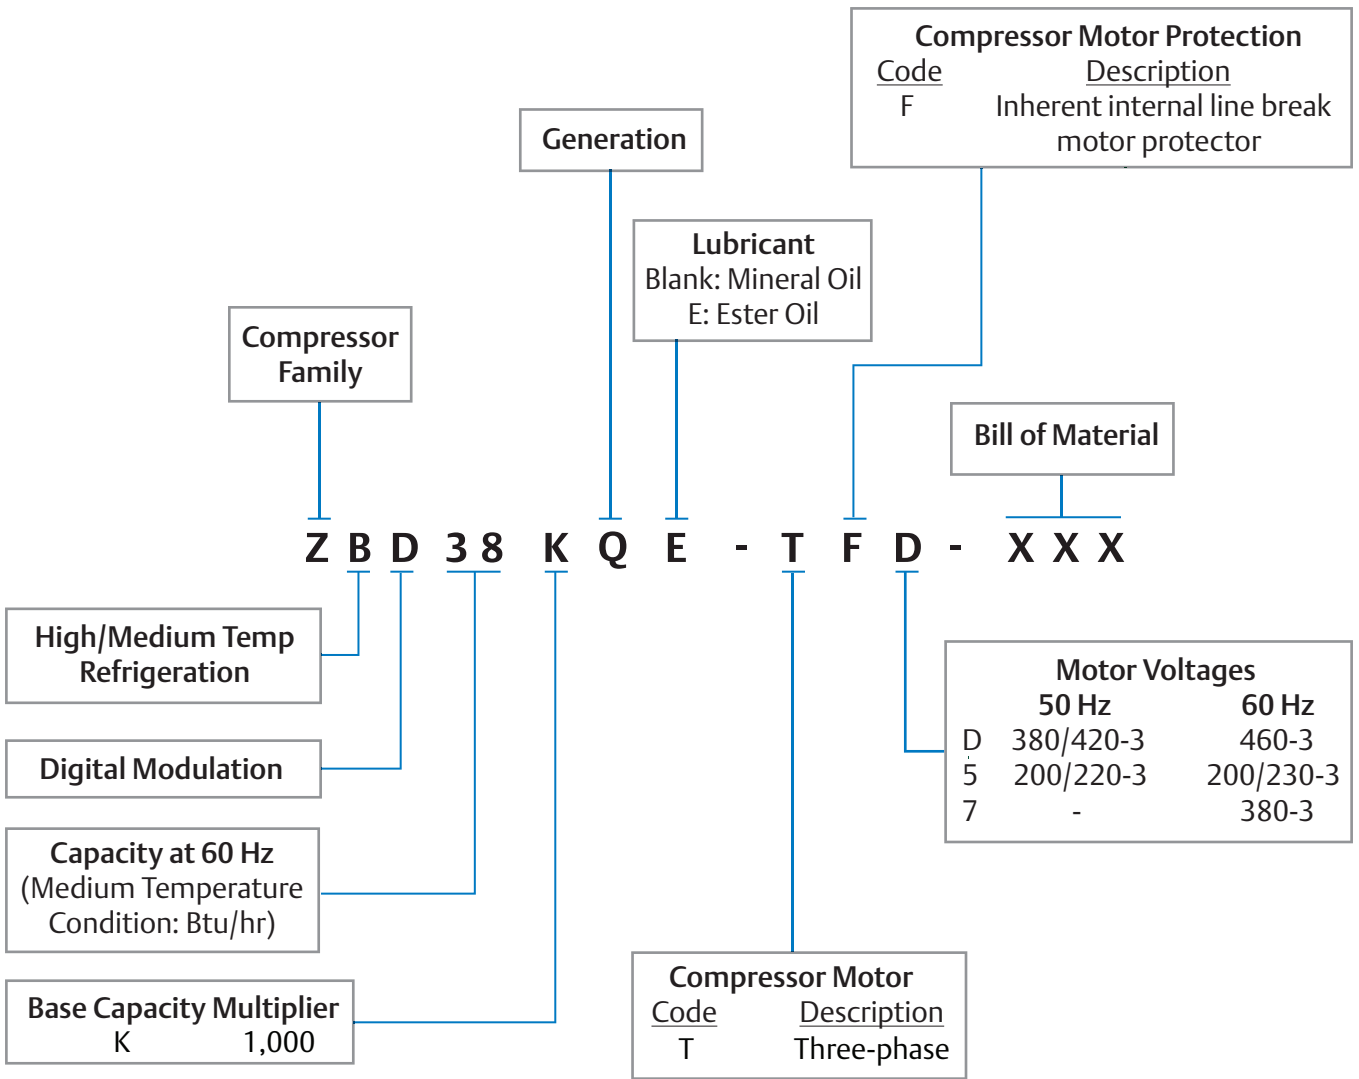 Compressor Motor Protection
Code Description
F Inherent internal line break
motor protector
Generation
Lubricant
Blank: Mineral Oil
E: Ester Oil
Compressor
Family
Bill of Material
Z B D 3 8 K Q E - T F D - X X X
High/Medium Temp
Refrigeration
Digital Modulation
Capacity at 60 Hz
(Medium Temperature
Condition: Btu/hr)
Base Capacity Multiplier
K 1,000
Compressor Motor
Code Description
T Three-phase
Motor Voltages
50 Hz 60 Hz
D 380/420-3 460-3
5 200/220-3 200/230-3
7 - 380-3